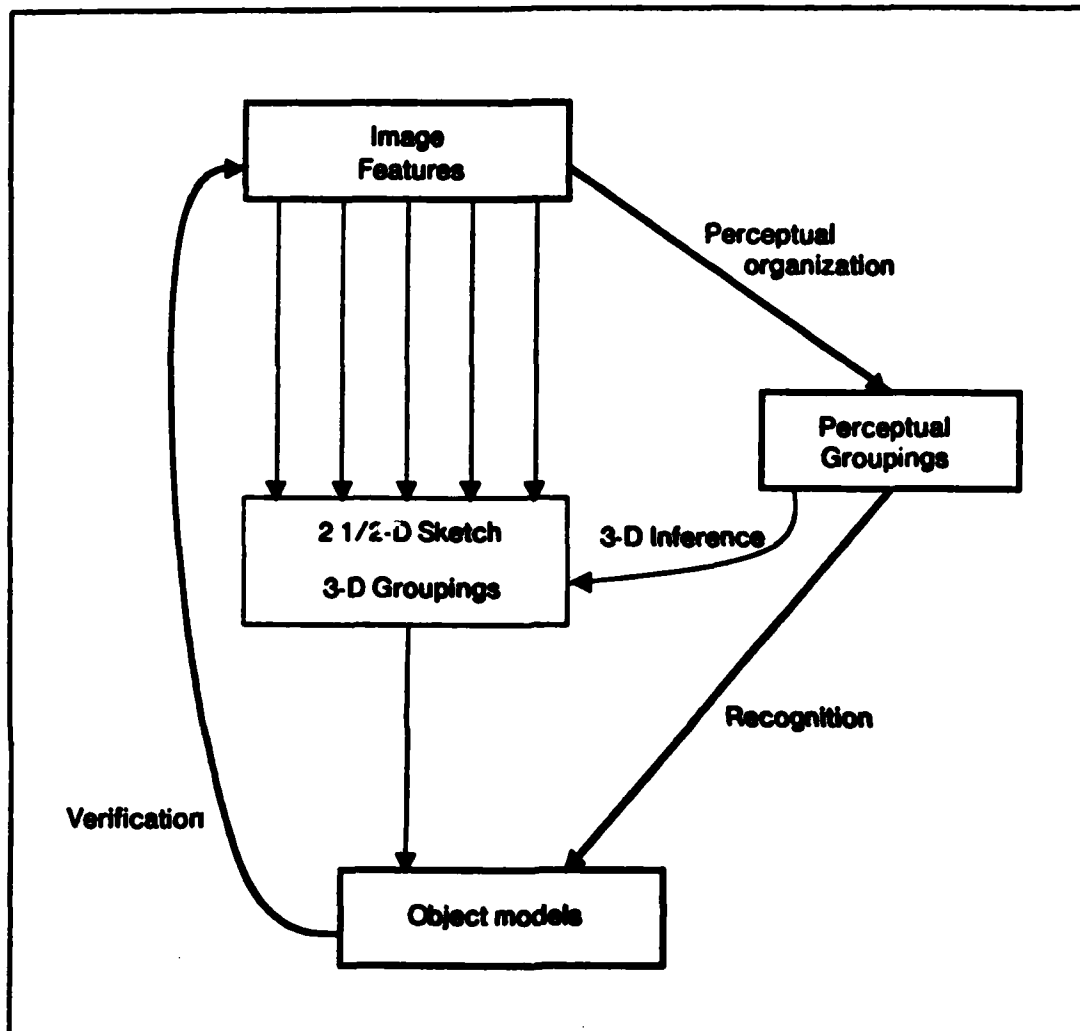 Image
Features
Perceptual
organization
Perceptual
Groupings
2 1/2-D Sketch
3-D Inference
3-D Groupings
Recognition
Verification
Object models